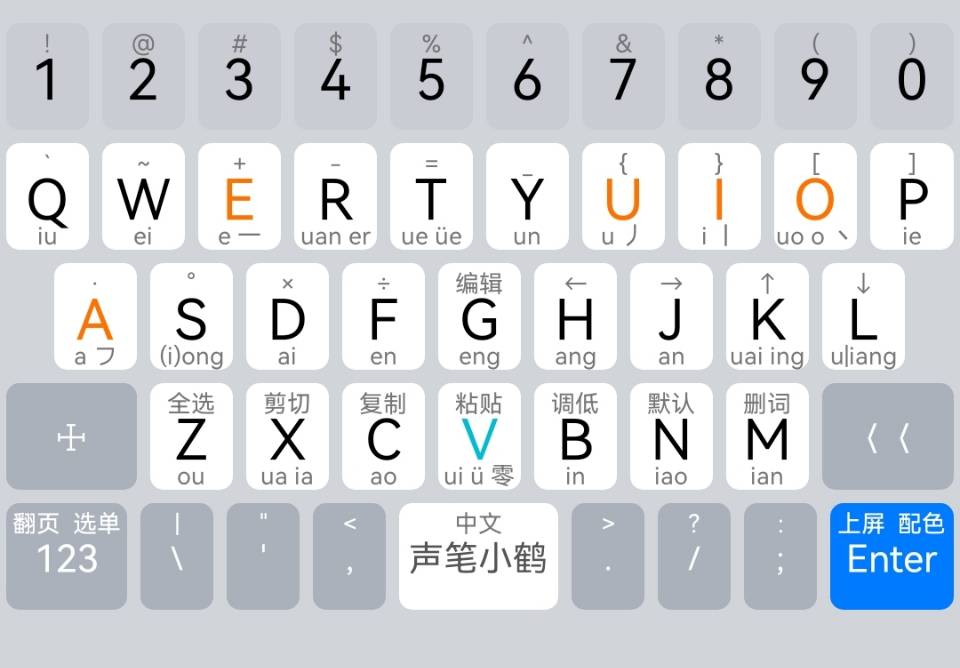 ! @ # $ % ^ & * ( )
1 2 3 4 5 6 7 8 9 0
` ~ + - = _ { } [ ]
Q W E R T Y U I O P
iu ei e 一 uan er ue üe un u 丿 i 丨 uo o 丶 ie
· ° × ÷ 编辑 ← → ↑ ↓
A S D F G H J K L
a フ (i)ong ai en eng ang an uai ing u|iang
全选 剪切 复制 粘贴 调低 默认 删词
Z X C V B N M 〈〈
ou ua ia ao ui ü 零 in iao ian
翻页 选单 | " < 中文 > ? : 上屏 配色
123 \ ' , 声笔小鹤 . / ; Enter